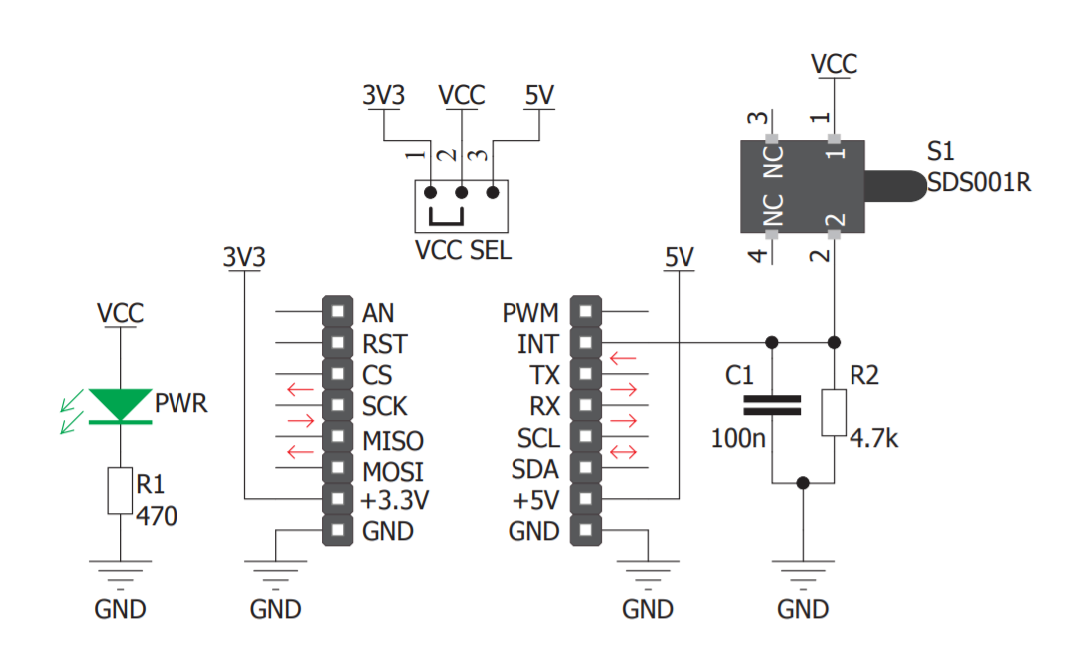 VCC
3V3
VCC
5V
3
1
1
2
3
NC
1
S1
SDS001R
NC
2
VCC SEL
4
2
3V3
5V
VCC
AN
PWM
RST
INT
PWR
CS
TX
C1
R2
SCK
RX
100n
4.7k
MISO
SCL
MOSI
SDA
R1
470
+3.3V
+5V
GND
GND
GND
GND
GND
GND